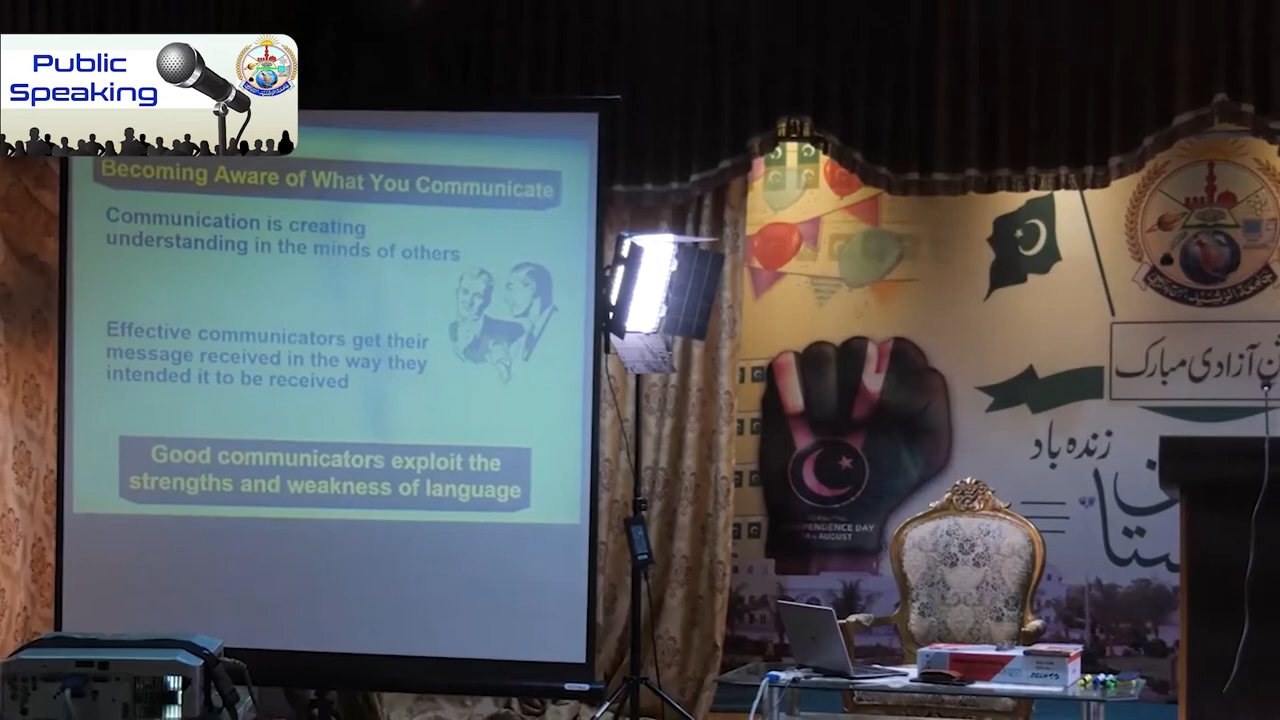 Public
Speaking
Becoming Aware of What You Communicate
Communication is creating
understanding in the minds of others
Effective communicators get their
message received in the way they
intended it to be received
Good communicators exploit the
strengths and weakness of language
آزادی مبارک
زندہ باد
INDEPENDENCE DAY
14th AUGUST